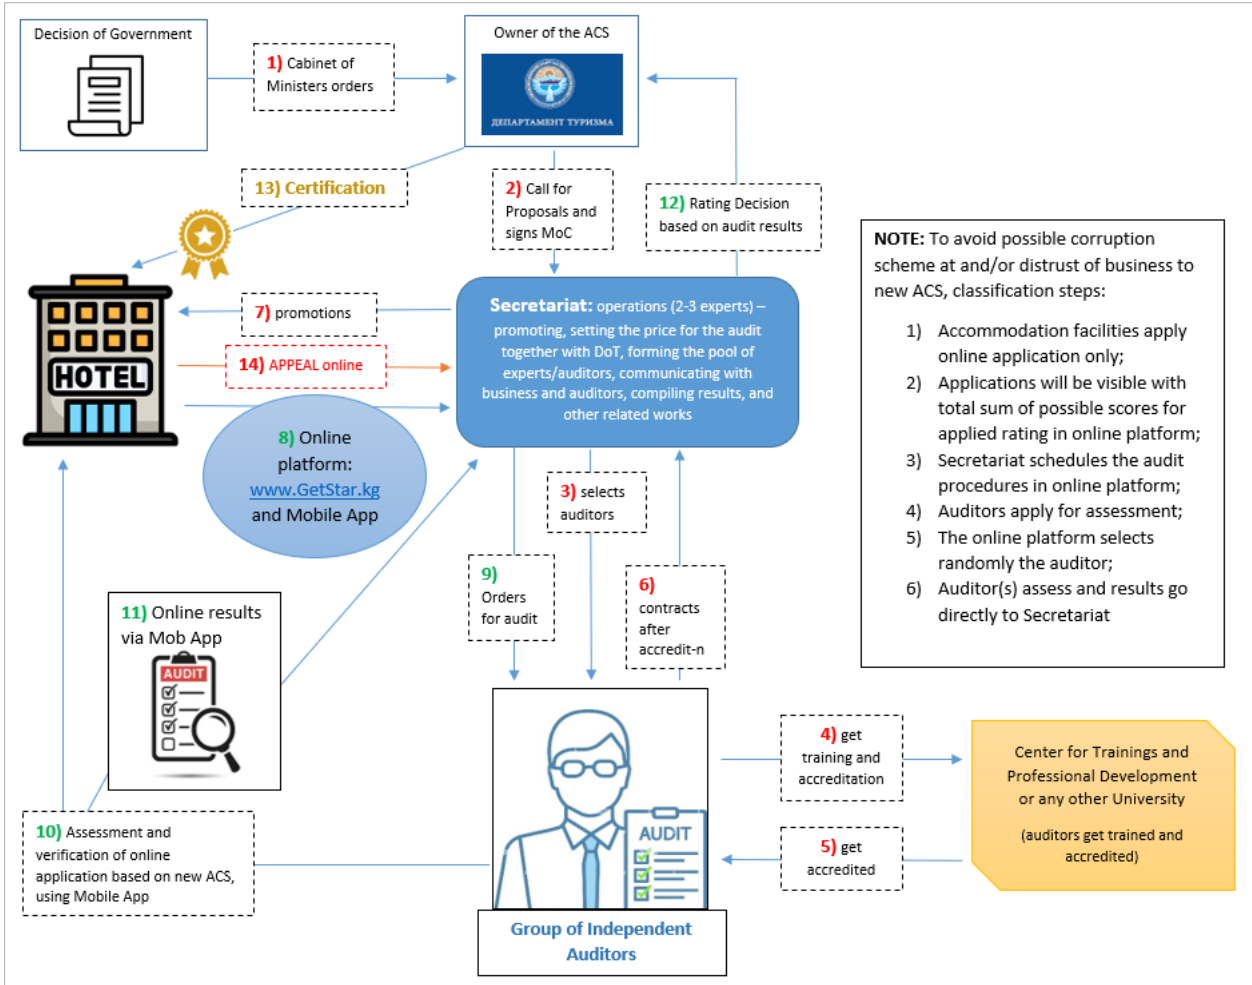 Decision of Government
1) Cabinet of
Ministers orders
Owner of the ACS
ДЕПАРТАМЕНТ ТУРИЗМА
13) Certification
2) Call for
Proposals and
signs MoC
12) Rating Decision
based on audit results
NOTE: To avoid possible corruption
scheme at and/or distrust of business to
new ACS, classification steps:
1) Accommodation facilities apply
online application only;
2) Applications will be visible with
total sum of possible scores for
applied rating in online platform;
3) Secretariat schedules the audit
procedures in online platform;
4) Auditors apply for assessment;
5) The online platform selects
randomly the auditor;
6) Auditor(s) assess and results go
directly to Secretariat
HOTEL
7) promotions
14) APPEAL online
Secretariat: operations (2-3 experts) –
promoting, setting the price for the audit
together with DoT, forming the pool of
experts/auditors, communicating with
business and auditors, compiling results, and
other related works
8) Online
platform:
www.GetStar.kg
and Mobile App
3) selects
auditors
9)
Orders
for audit
6)
contracts
after
accredit-n
11) Online results
via Mob App
AUDIT
10) Assessment and
verification of online
application based on new ACS,
using Mobile App
AUDIT
Group of Independent
Auditors
4) get
training and
accreditation
5) get
accredited
Center for Trainings and
Professional Development
or any other University
(auditors get trained and
accredited)